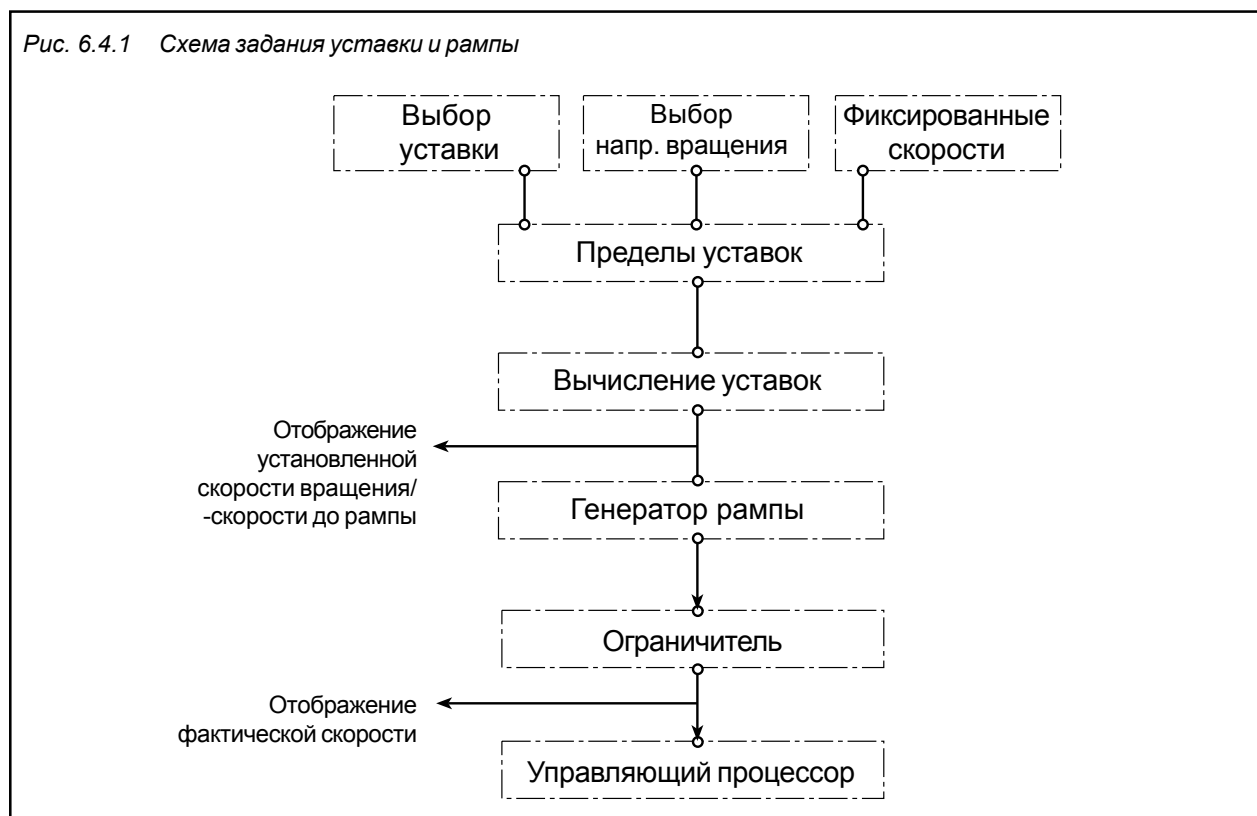 Рис. 6.4.1 Схема задания уставки и рампы
Выбор
уставки
Выбор
напр. вращения
Фиксированные
скорости
Пределы уставок
Вычисление уставок
Отображение
установленной
скорости вращения/
-скорости до рампы
Генератор рампы
Ограничитель
Отображение
фактической скорости
Управляющий процессор